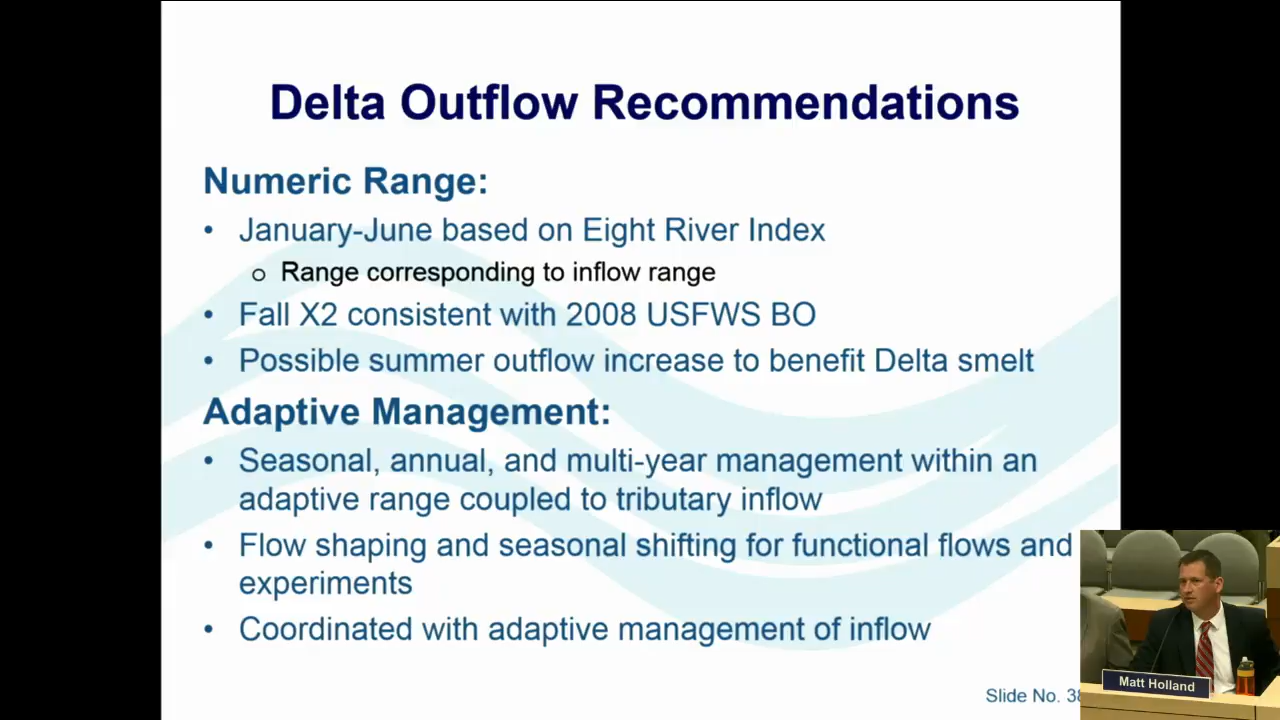 Delta Outflow Recommendations
Numeric Range:
• January-June based on Eight River Index
o Range corresponding to inflow range
• Fall X2 consistent with 2008 USFWS BO
• Possible summer outflow increase to benefit Delta smelt
Adaptive Management:
• Seasonal, annual, and multi-year management within an
adaptive range coupled to tributary inflow
• Flow shaping and seasonal shifting for functional flows and
experiments
• Coordinated with adaptive management of inflow
Slide No.
Matt Holland